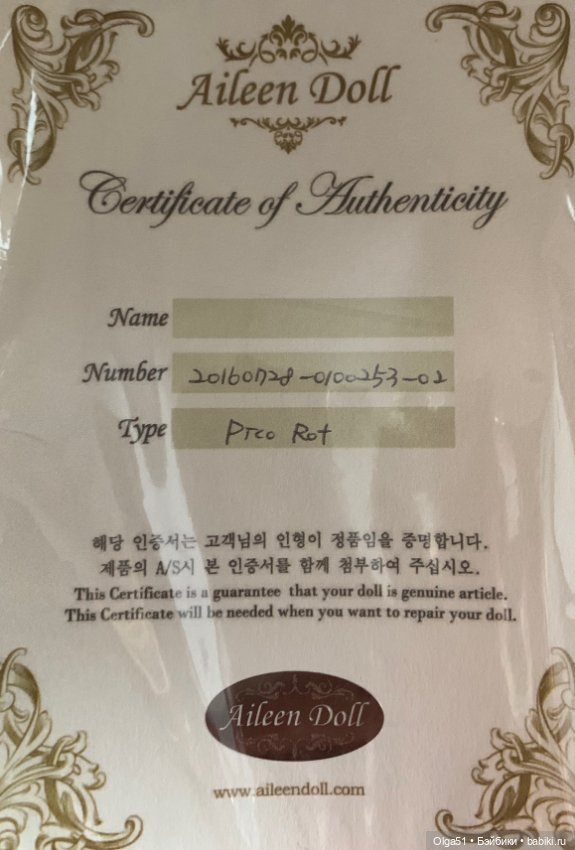 Aileen Doll
Certificate of Authenticity
Name
Number 20160728-0100253-02
Type Pico Rot
해당 인증서는 고객님의 인형이 정품임을 증명합니다.
제품의 A/S시 본 인증서를 함께 첨부하여 주십시오.
This Certificate is a guarantee that your doll is genuine article.
This Certificate will be needed when you want to repair your doll.
Aileen Doll
www.aileendoll.com
Olga51 • Бэйбики • babiki.ru